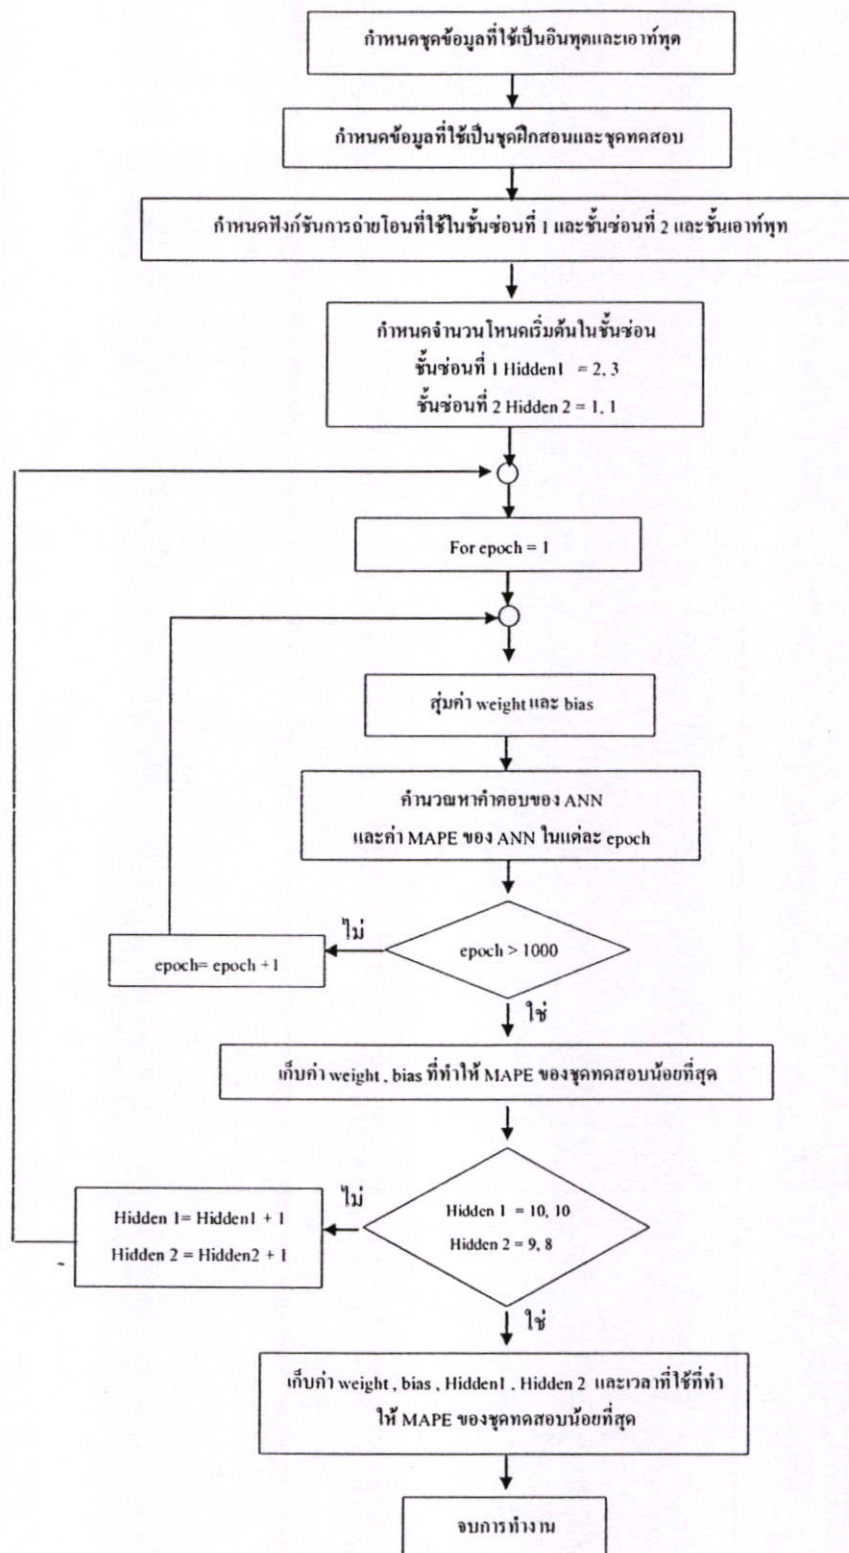 กำหนดชุดข้อมูลที่ใช้เป็นอินพุตและเอาท์พุต
กำหนดข้อมูลที่ใช้เป็นชุดฝึกสอนและชุดทดสอบ
กำหนดฟังก์ชันการถ่ายโอนที่ใช้ในชั้นซ่อนที่ 1 และชั้นซ่อนที่ 2 และชั้นเอาท์พุท
กำหนดจำนวนโหนดเริ่มต้นในชั้นซ่อน
ชั้นซ่อนที่ 1 Hidden1 = 2, 3
ชั้นซ่อนที่ 2 Hidden 2 = 1, 1
For epoch = 1
สุ่มค่า weight และ bias
คำนวณหาคำตอบของ ANN
และค่า MAPE ของ ANN ในแต่ละ epoch
ไม่
epoch > 1000
epoch= epoch +1
ใช่
เก็บค่า weight , bias ที่ทำให้ MAPE ของชุดทดสอบน้อยที่สุด
ไม่
Hidden 1 = 10, 10
Hidden 2 = 9, 8
Hidden 1= Hidden1 + 1
Hidden 2 = Hidden2 + 1
ใช่
เก็บค่า weight , bias , Hidden1 , Hidden 2 และเวลาที่ใช้ที่ทำ
ให้ MAPE ของชุดทดสอบน้อยที่สุด
จบการทำงาน